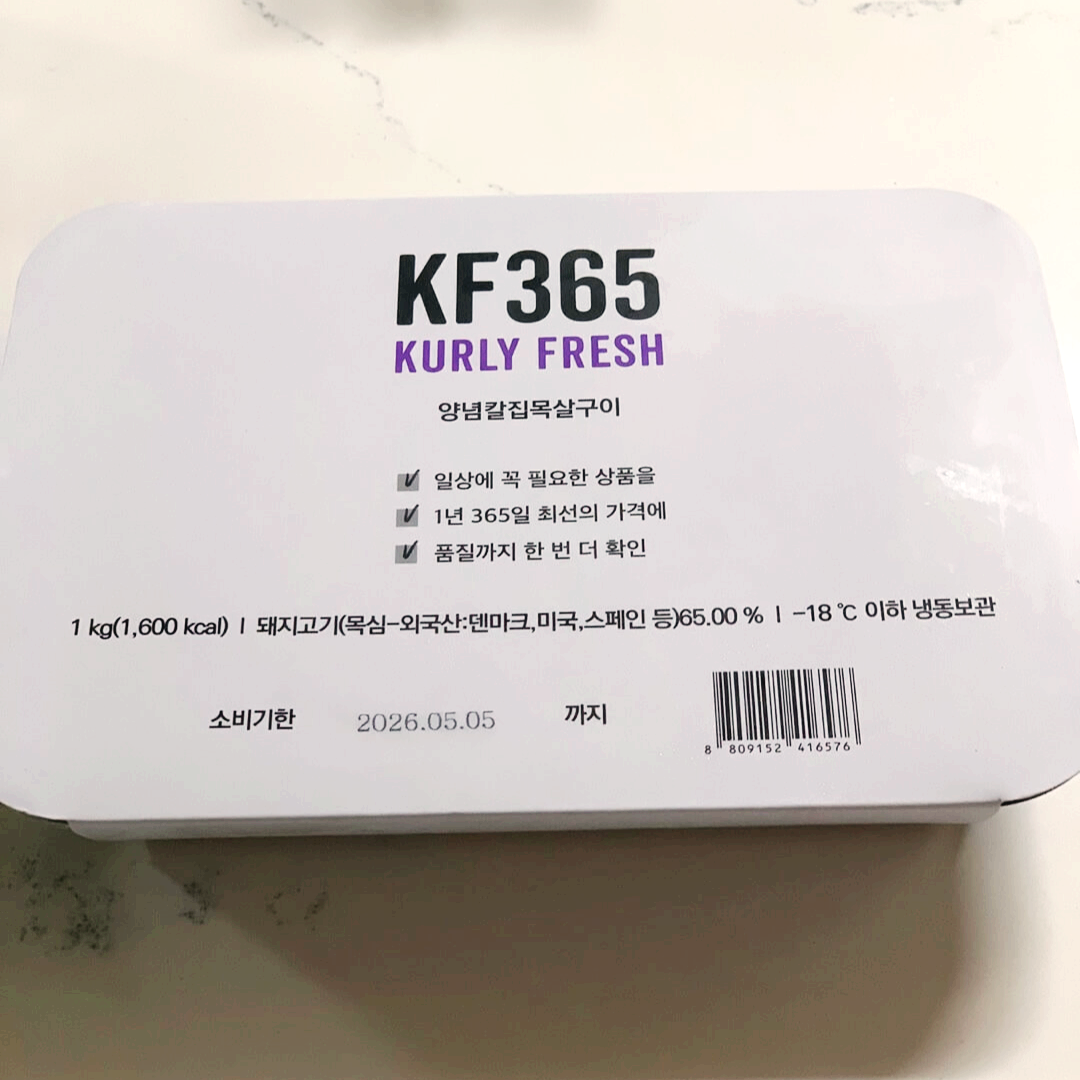 KF365
KURLY FRESH
양념칼집목살구이
일상에 꼭 필요한 상품을
1년 365일 최선의 가격에
품질까지 한 번 더 확인
1 kg(1,600 kcal) ㅣ 돼지고기(목심-외국산:덴마크,미국,스페인 등)65.00 % ㅣ -18 ℃ 이하 냉동보관
소비기한 2026.05.05 까지
8 809152 416576